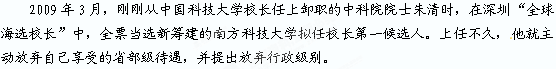 2009年3月，刚刚从中国科技大学校长任上卸职的中科院院士朱清时，在深圳“全球
海选校长”中，全票当选新筹建的南方科技大学拟任校长第一候选人。上任不久，他就主
动放弃自己享受的省部级待遇，并提出放弃行政级别。